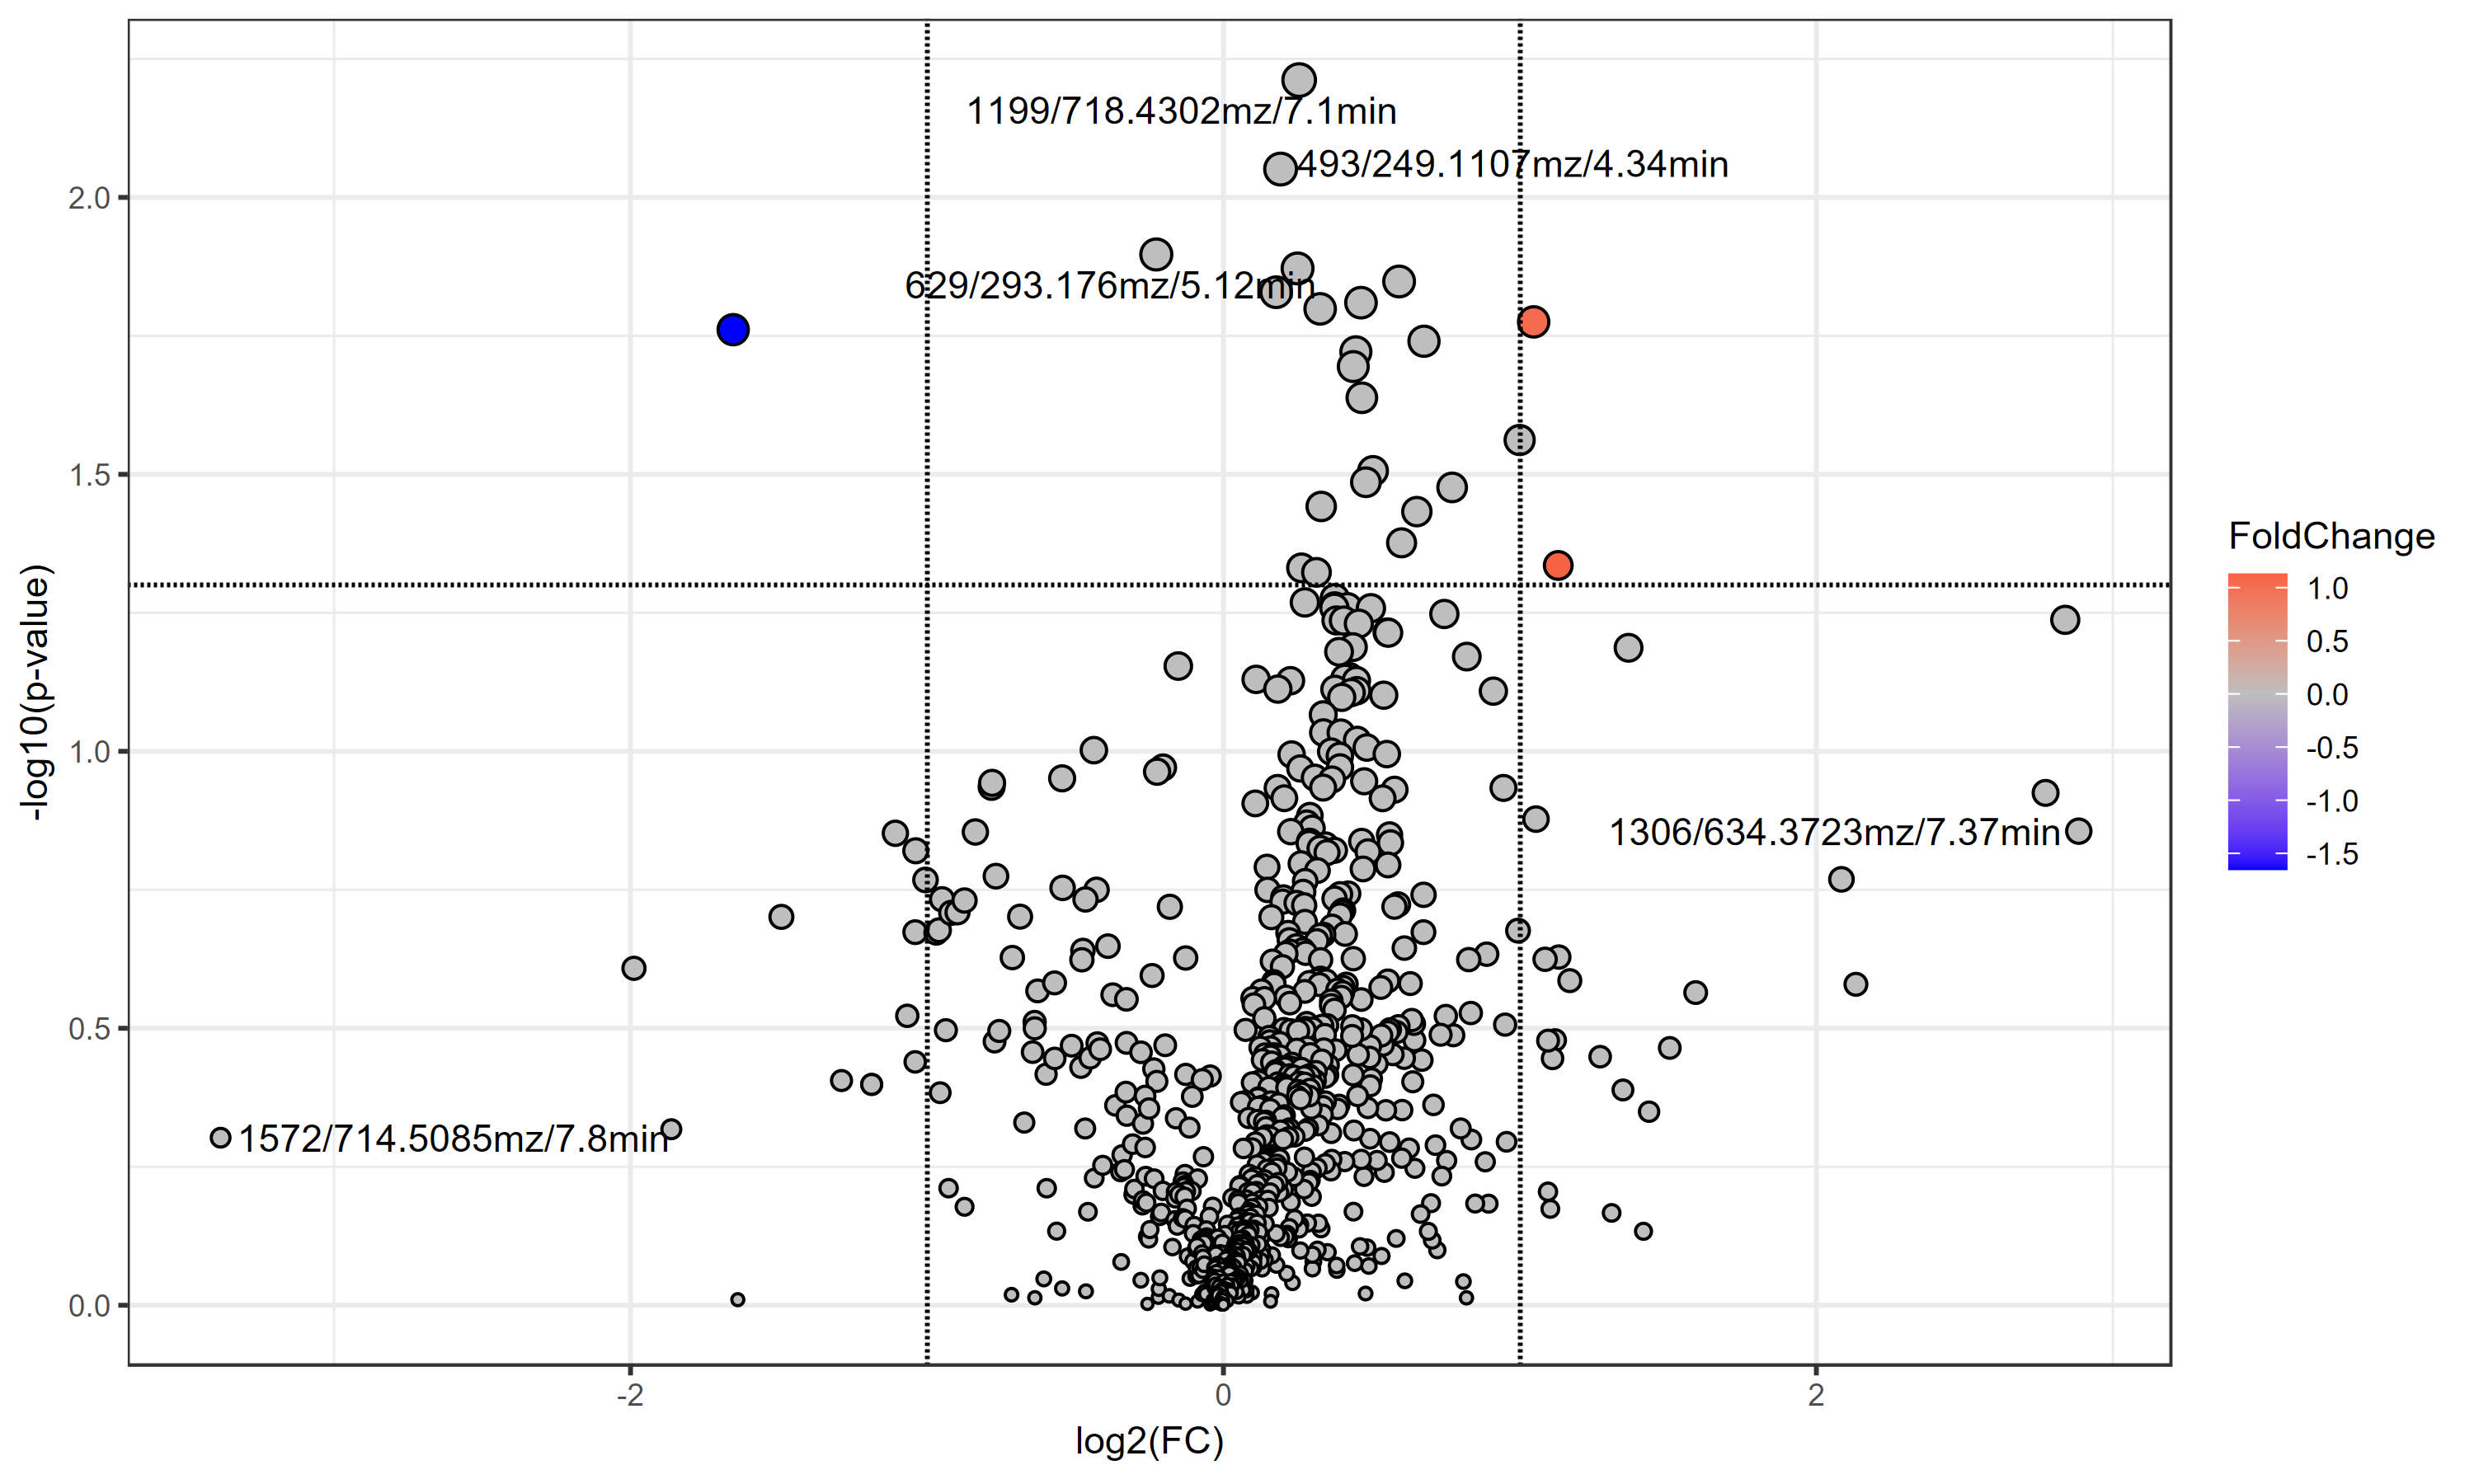 1199/718.4302mz/7.1min
493/249.1107mz/4.34min
629/293.176mz/5.12min
1306/634.3723mz/7.37min
1572/714.5085mz/7.8min
-log10(p-value)
2.0
1.5
1.0
0.5
0.0
-2
0
2
log2(FC)
FoldChange
1.0
0.5
0.0
-0.5
-1.0
-1.5